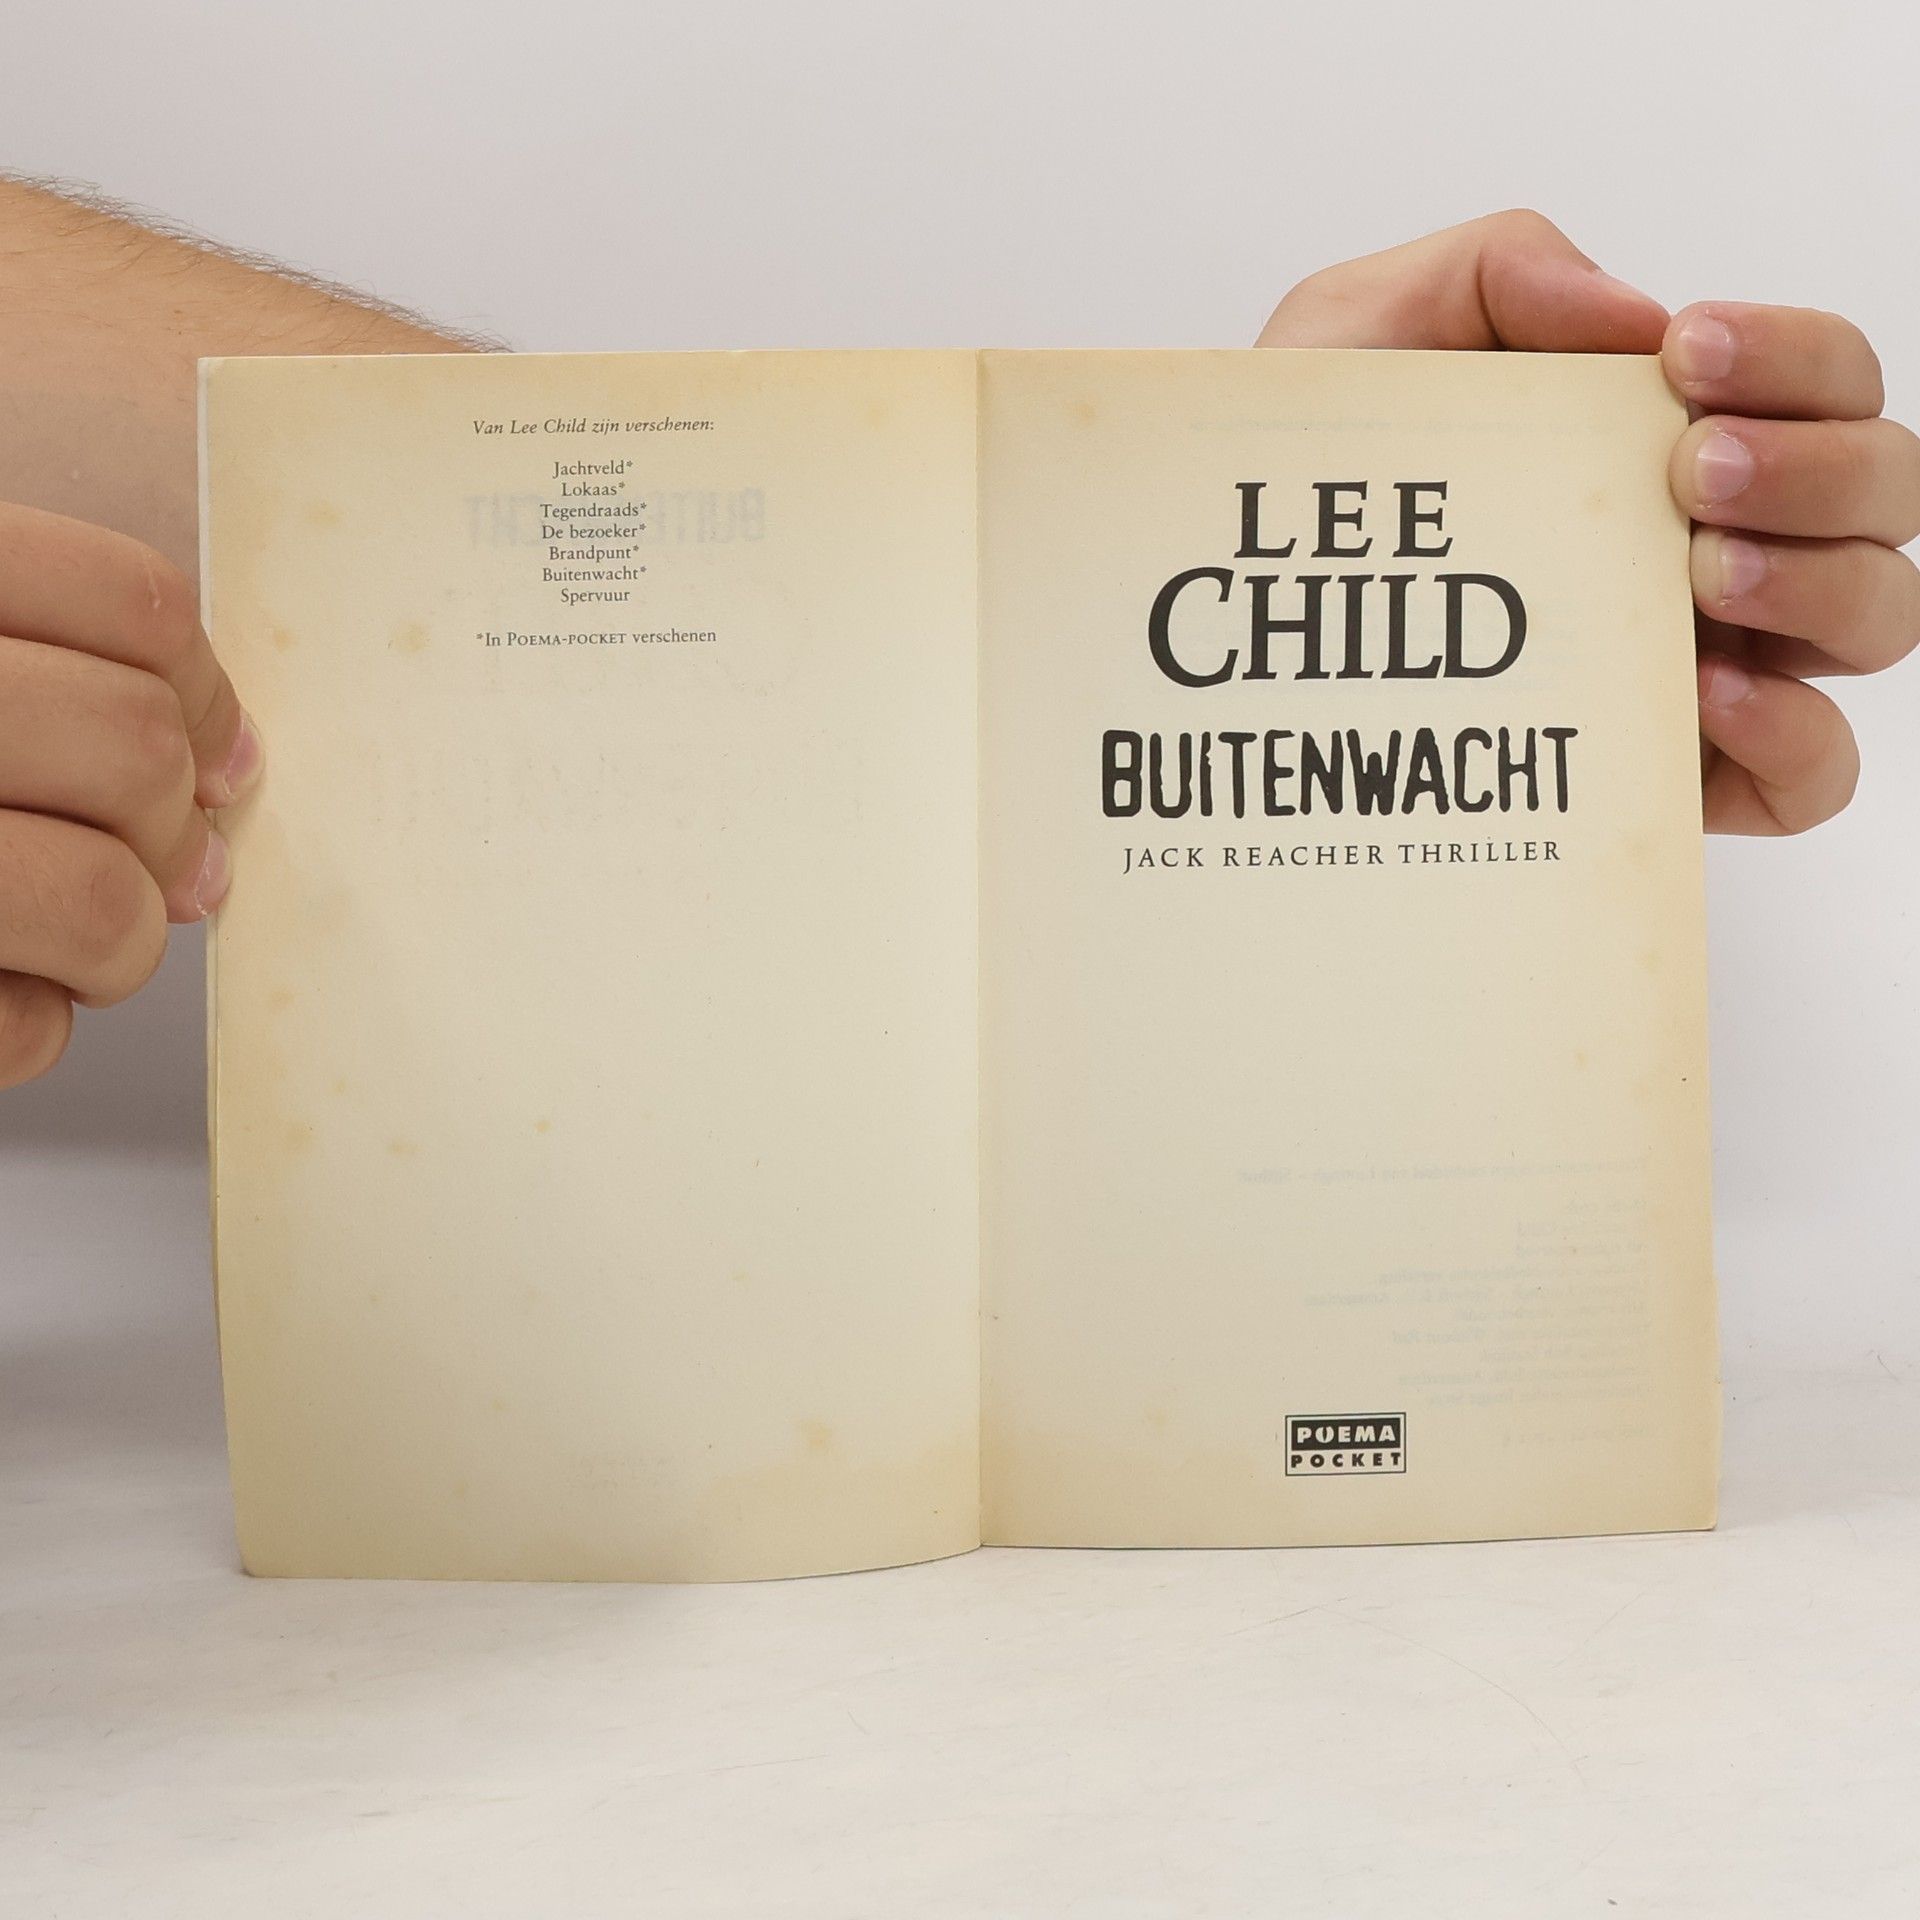 Van Lee Child zijn verschenen:
Jachtveld*
Lokaas*
Tegendraads*
De bezoeker*
Brandpunt*
Buitenwacht*
Spervuur
*In POEMA-POCKET verschenen
LEE
CHILD
BUITENWACHT
JACK REACHER THRILLER
POEMA
POCKET